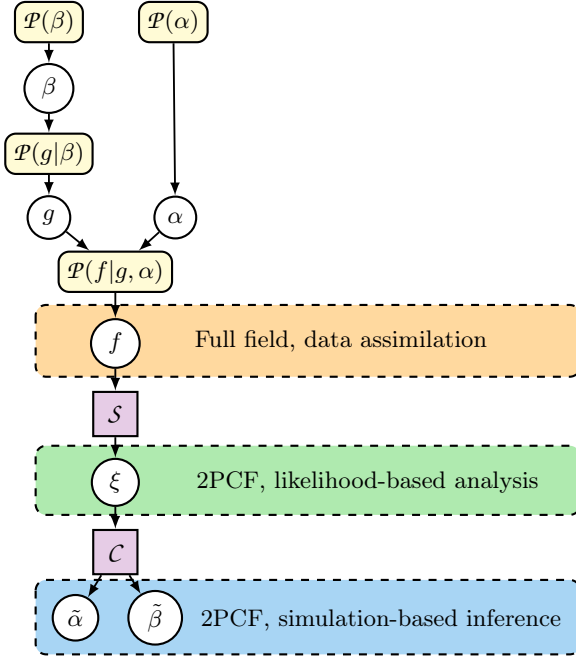 𝒫(β) 𝒫(α)
β
𝒫(g|β)
g α
𝒫(f|g, α)
f Full field, data assimilation
𝒮
ξ 2PCF, likelihood-based analysis
𝒞
α̃ β̃ 2PCF, simulation-based inference